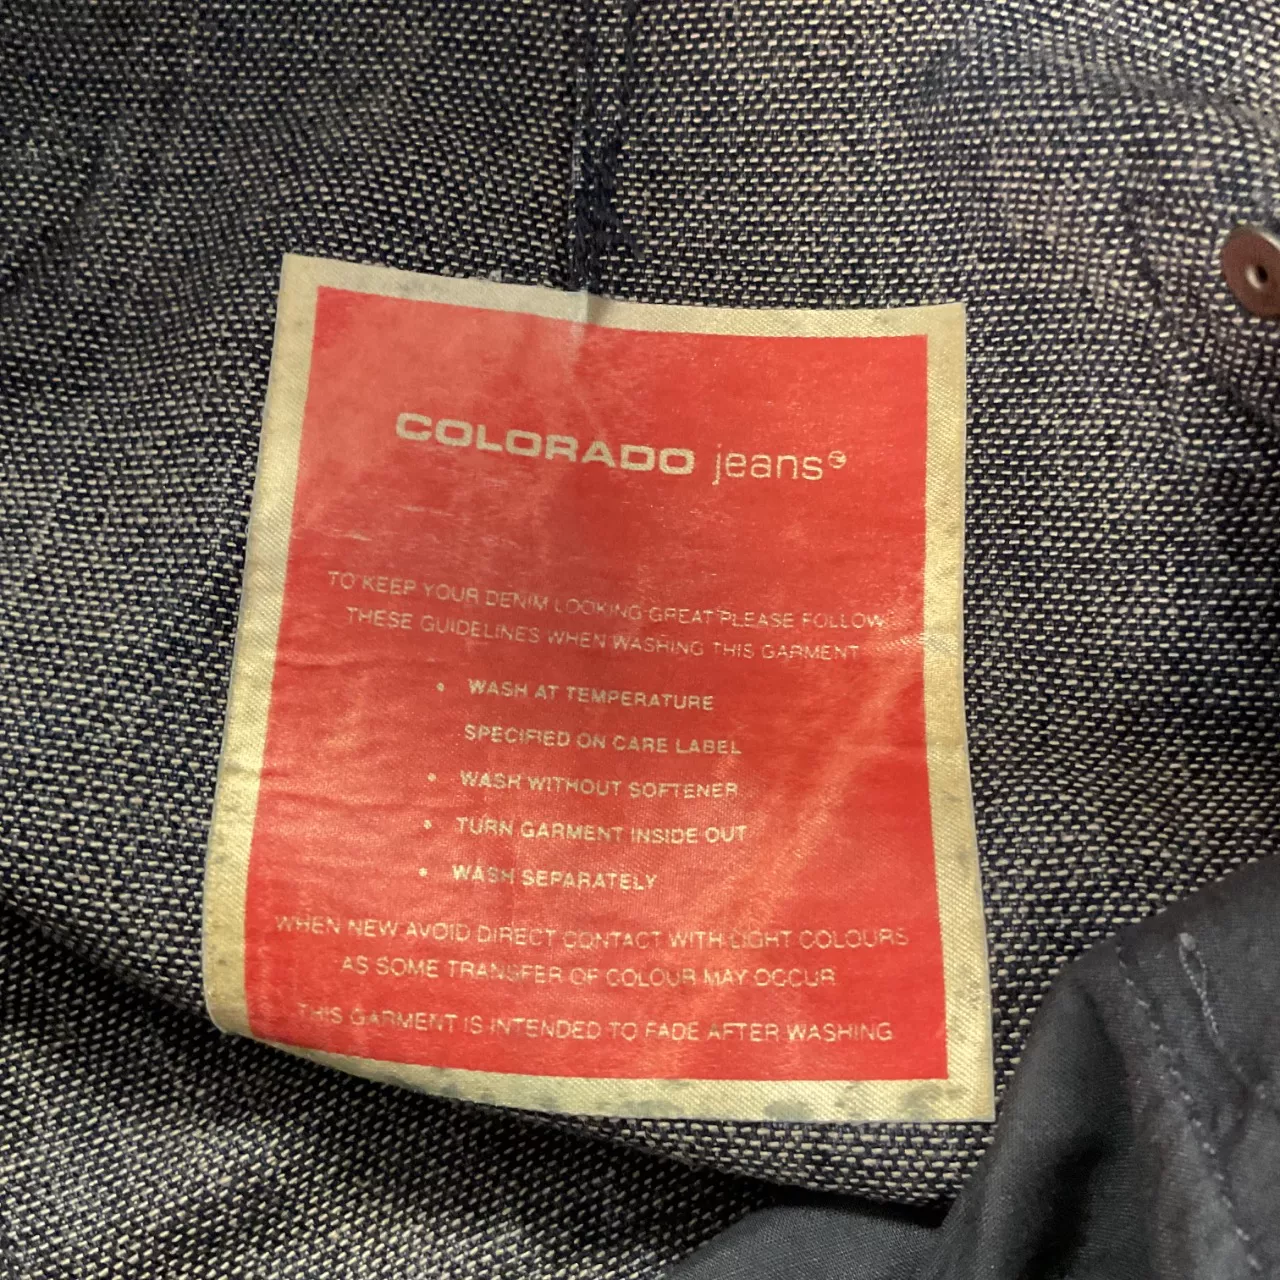 COLORADO jeans
TO KEEP YOUR DENIM LOOKING GREAT PLEASE FOLLOW
THESE GUIDELINES WHEN WASHING THIS GARMENT
• WASH AT TEMPERATURE
SPECIFIED ON CARE LABEL
• WASH WITHOUT SOFTENER
• TURN GARMENT INSIDE OUT
• WASH SEPARATELY
WHEN NEW AVOID DIRECT CONTACT WITH LIGHT COLOURS
AS SOME TRANSFER OF COLOUR MAY OCCUR
THIS GARMENT IS INTENDED TO FADE AFTER WASHING